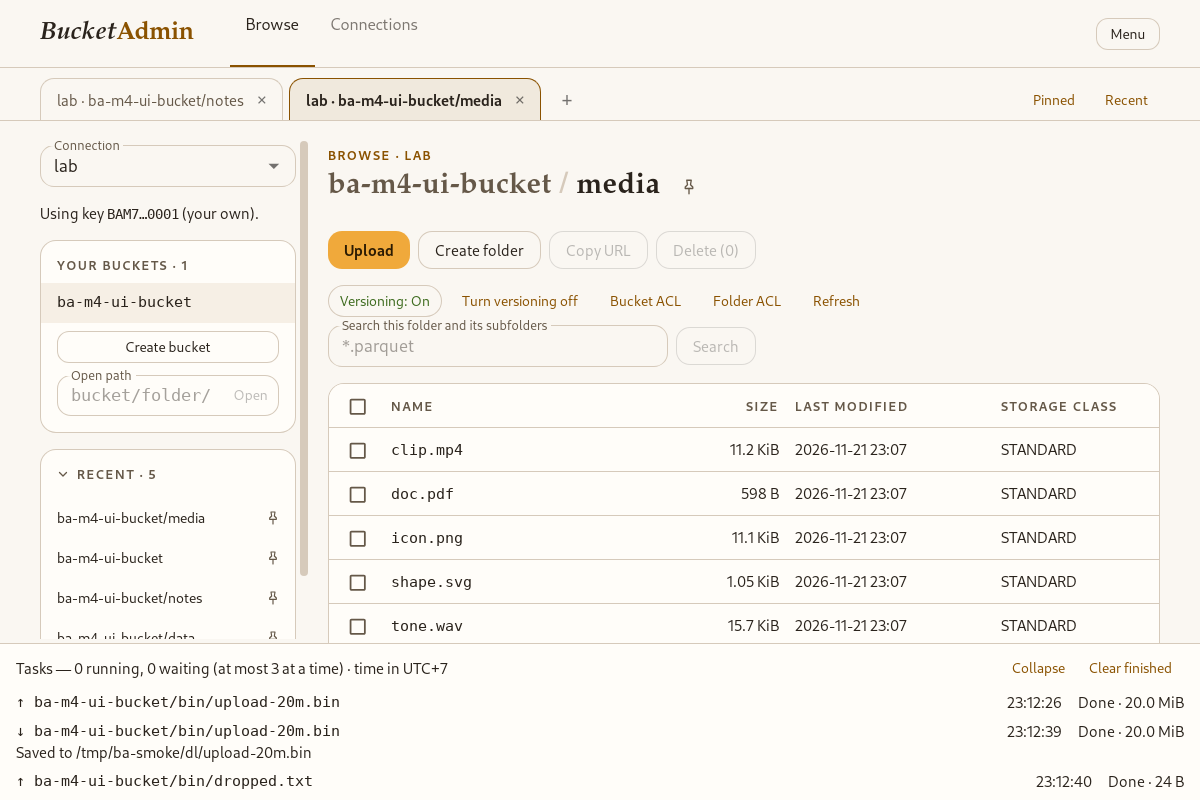 BucketAdmin
Browse
Connections
Menu
lab · ba-m4-ui-bucket/notes ×
lab · ba-m4-ui-bucket/media ×
+
Pinned
Recent
Connection
lab
Using key BAM7…0001 (your own).
YOUR BUCKETS · 1
ba-m4-ui-bucket
Create bucket
Open path
bucket/folder/ Open
RECENT · 5
ba-m4-ui-bucket/media
ba-m4-ui-bucket
ba-m4-ui-bucket/notes
ba-m4-ui-bucket/data
BROWSE · LAB
ba-m4-ui-bucket / media
Upload Create folder Copy URL Delete (0)
Versioning: On Turn versioning off Bucket ACL Folder ACL Refresh
Search this folder and its subfolders
*.parquet Search
NAME SIZE LAST MODIFIED STORAGE CLASS
clip.mp4 11.2 KiB 2026-11-21 23:07 STANDARD
doc.pdf 598 B 2026-11-21 23:07 STANDARD
icon.png 11.1 KiB 2026-11-21 23:07 STANDARD
shape.svg 1.05 KiB 2026-11-21 23:07 STANDARD
tone.wav 15.7 KiB 2026-11-21 23:07 STANDARD
Tasks — 0 running, 0 waiting (at most 3 at a time) · time in UTC+7 Collapse Clear finished
↑ ba-m4-ui-bucket/bin/upload-20m.bin 23:12:26 Done · 20.0 MiB
↓ ba-m4-ui-bucket/bin/upload-20m.bin 23:12:39 Done · 20.0 MiB
Saved to /tmp/ba-smoke/dl/upload-20m.bin
↑ ba-m4-ui-bucket/bin/dropped.txt 23:12:40 Done · 24 B